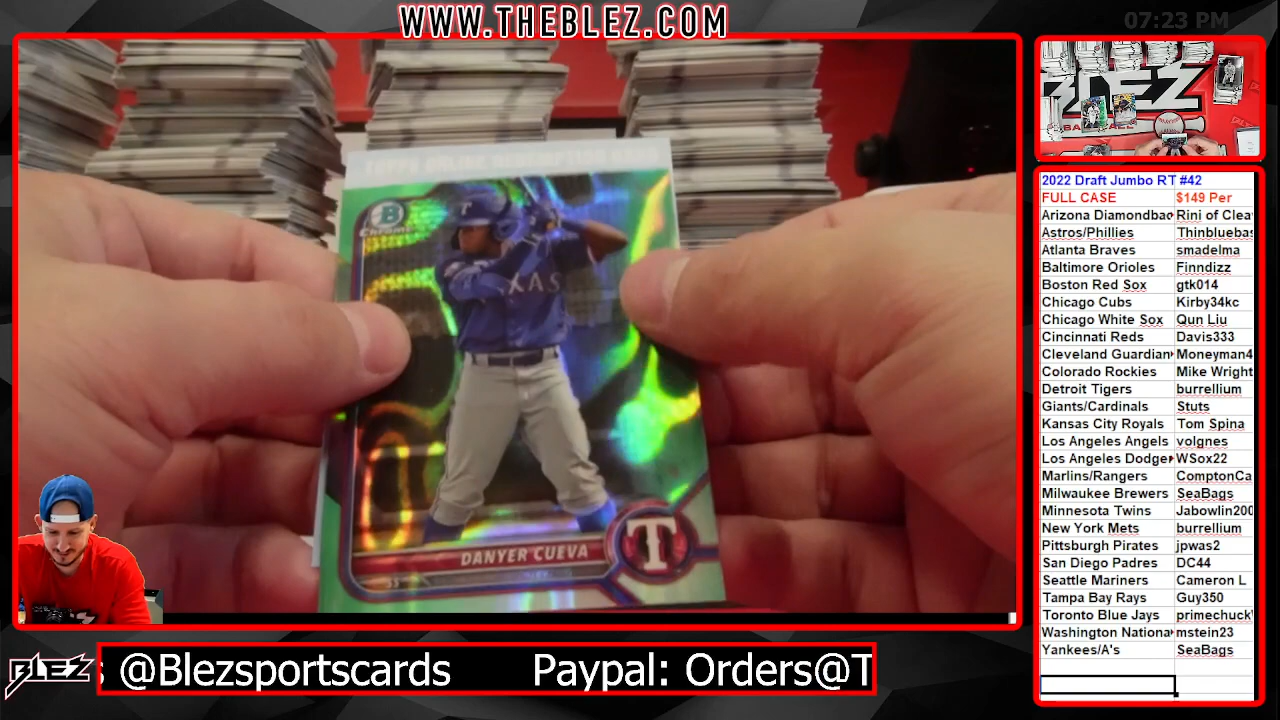 WWW.THEBLEZ.COM
07:23 PM
B
Chrome
TEXAS
DANYER CUEVA
SS
T
BLEZ
2022 Draft Jumbo RT #42
FULL CASE $149 Per
Arizona Diamondbac Rini of Clea
Astros/Phillies Thinbluebas
Atlanta Braves smadelma
Baltimore Orioles Finndizz
Boston Red Sox gtk014
Chicago Cubs Kirby34kc
Chicago White Sox Qun Liu
Cincinnati Reds Davis333
Cleveland Guardian Moneyman4
Colorado Rockies Mike Wright
Detroit Tigers burrellium
Giants/Cardinals Stuts
Kansas City Royals Tom Spina
Los Angeles Angels volgnes
Los Angeles Dodger WSox22
Marlins/Rangers ComptonCa
Milwaukee Brewers SeaBags
Minnesota Twins Jabowlin200
New York Mets burrellium
Pittsburgh Pirates jpwas2
San Diego Padres DC44
Seattle Mariners Cameron L
Tampa Bay Rays Guy350
Toronto Blue Jays primechuck
Washington Nationa mstein23
Yankees/A's SeaBags
BLEZ s @Blezsportscards Paypal: Orders@T